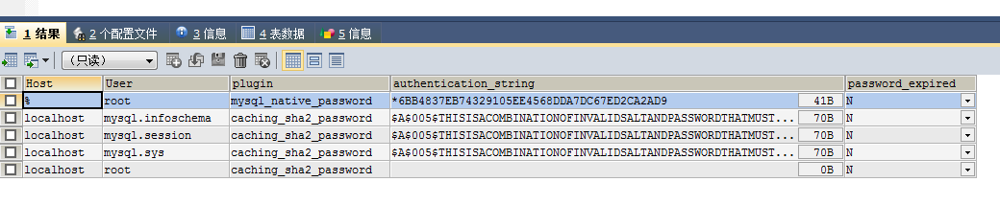 1 结果 2 个配置文件 3 信息 4 表数据 5 信息
(只读)
Host User plugin authentication_string password_expired
% root mysql_native_password *6BB4837EB74329105EE4568DDA7DC67ED2CA2AD9 41B N
localhost mysql.infoschema caching_sha2_password $A$005$THISISACOMBINATIONOFINVALIDSALTANDPASSWORDTHATMUST... 70B N
localhost mysql.session caching_sha2_password $A$005$THISISACOMBINATIONOFINVALIDSALTANDPASSWORDTHATMUST... 70B N
localhost mysql.sys caching_sha2_password $A$005$THISISACOMBINATIONOFINVALIDSALTANDPASSWORDTHATMUST... 70B N
localhost root caching_sha2_password 0B N